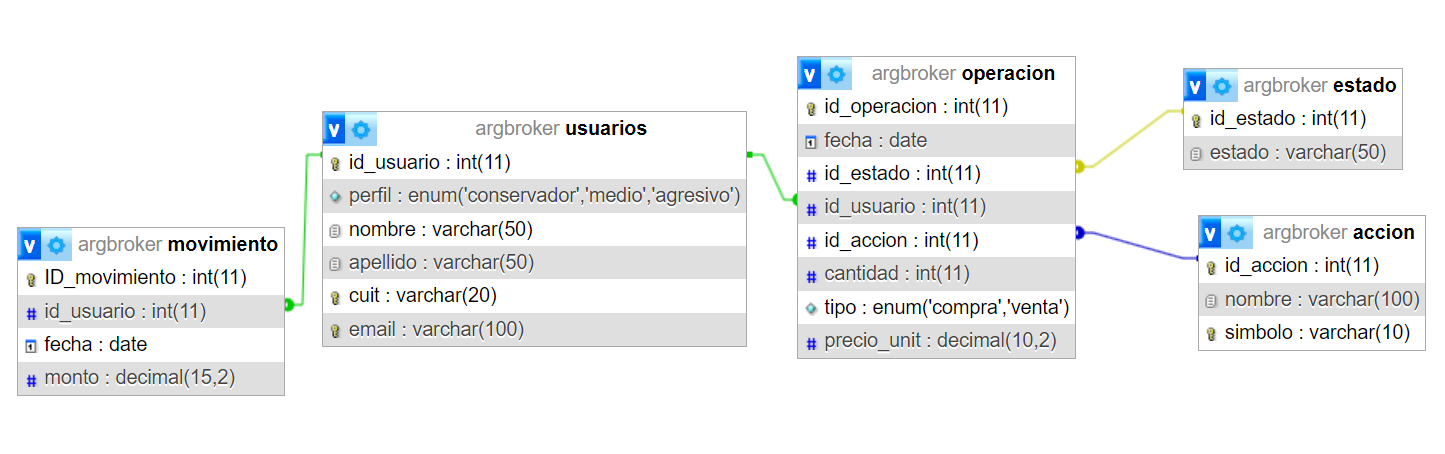 argbroker movimiento
ID_movimiento : int(11)
id_usuario : int(11)
fecha : date
monto : decimal(15,2)
argbroker usuarios
id_usuario : int(11)
perfil : enum('conservador','medio','agresivo')
nombre : varchar(50)
apellido : varchar(50)
cuit : varchar(20)
email : varchar(100)
argbroker operacion
id_operacion : int(11)
fecha : date
id_estado : int(11)
id_usuario : int(11)
id_accion : int(11)
cantidad : int(11)
tipo : enum('compra','venta')
precio_unit : decimal(10,2)
argbroker estado
id_estado : int(11)
estado : varchar(50)
argbroker accion
id_accion : int(11)
nombre : varchar(100)
simbolo : varchar(10)